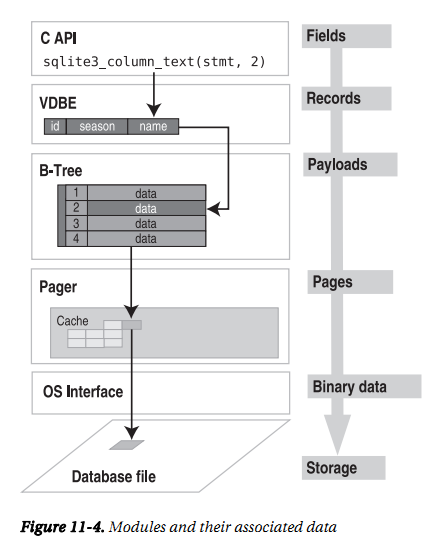 C API
sqlite3_column_text(stmt, 2)
Fields
VDBE
id season name
Records
B-Tree
1 data
2 data
3 data
4 data
Payloads
Pager
Cache
Pages
OS Interface
Binary data
Database file
Storage
Figure 11-4. Modules and their associated data